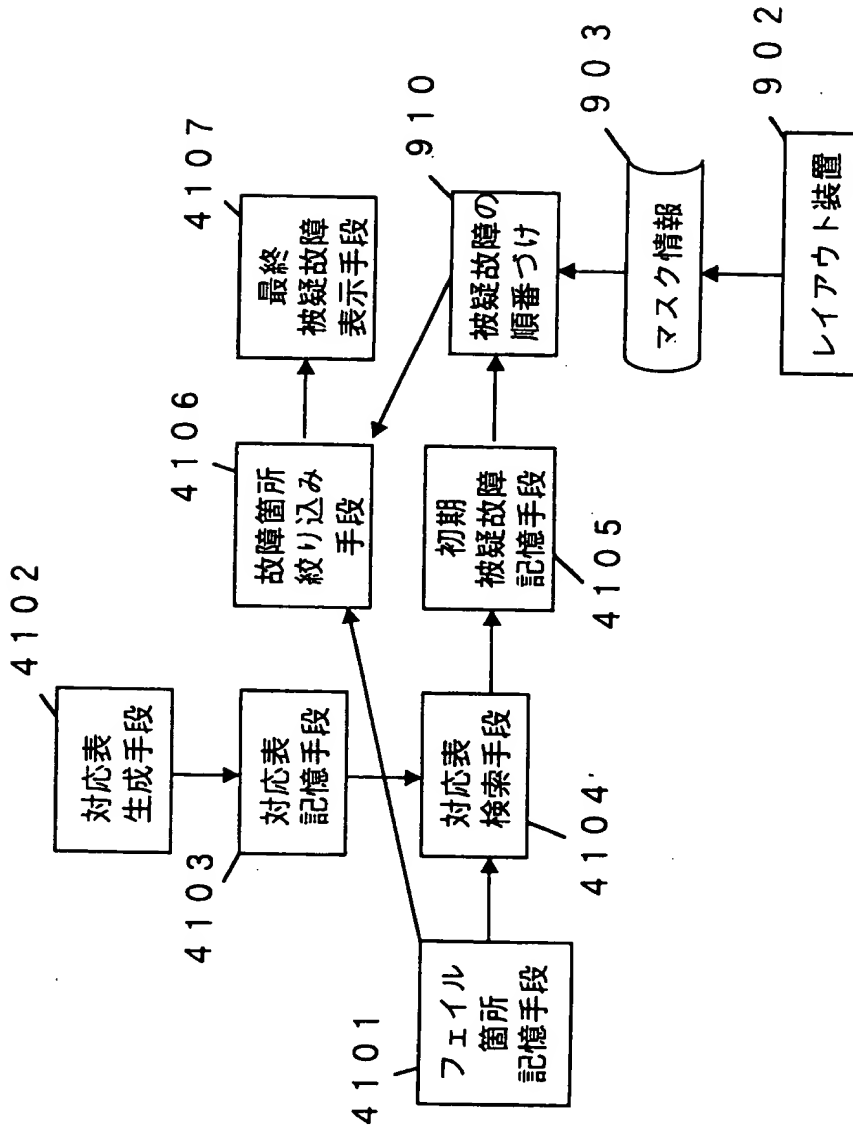 4102
対応表
生成手段
4103
対応表
記憶手段
4101
フェイル
箇所
記憶手段
4104
対応表
検索手段
4106
故障箇所
絞り込み
手段
4105
初期
被疑故障
記憶手段
4107
最終
被疑故障
表示手段
910
被疑故障の
順番づけ
903
マスク情報
902
レイアウト装置